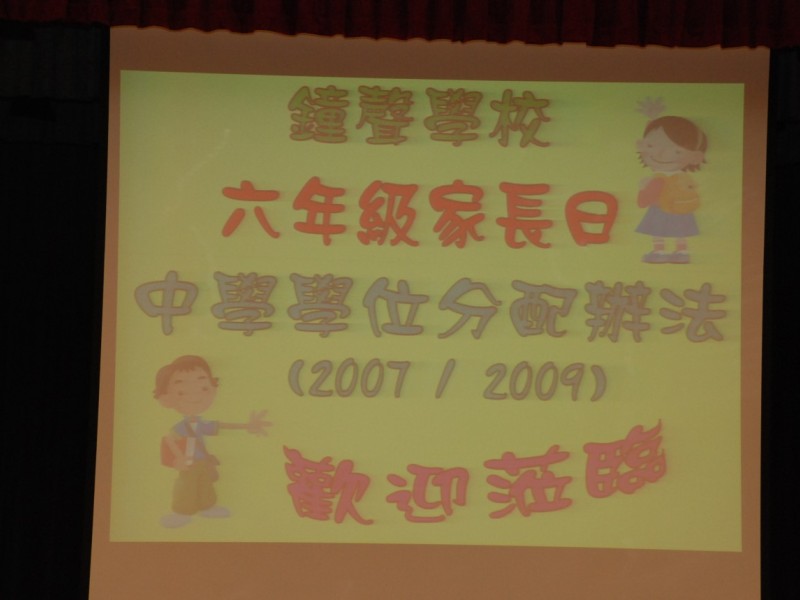 鐘聲學校
六年級家長日
中學學位分配辦法
(2007 / 2009)
歡迎蒞臨